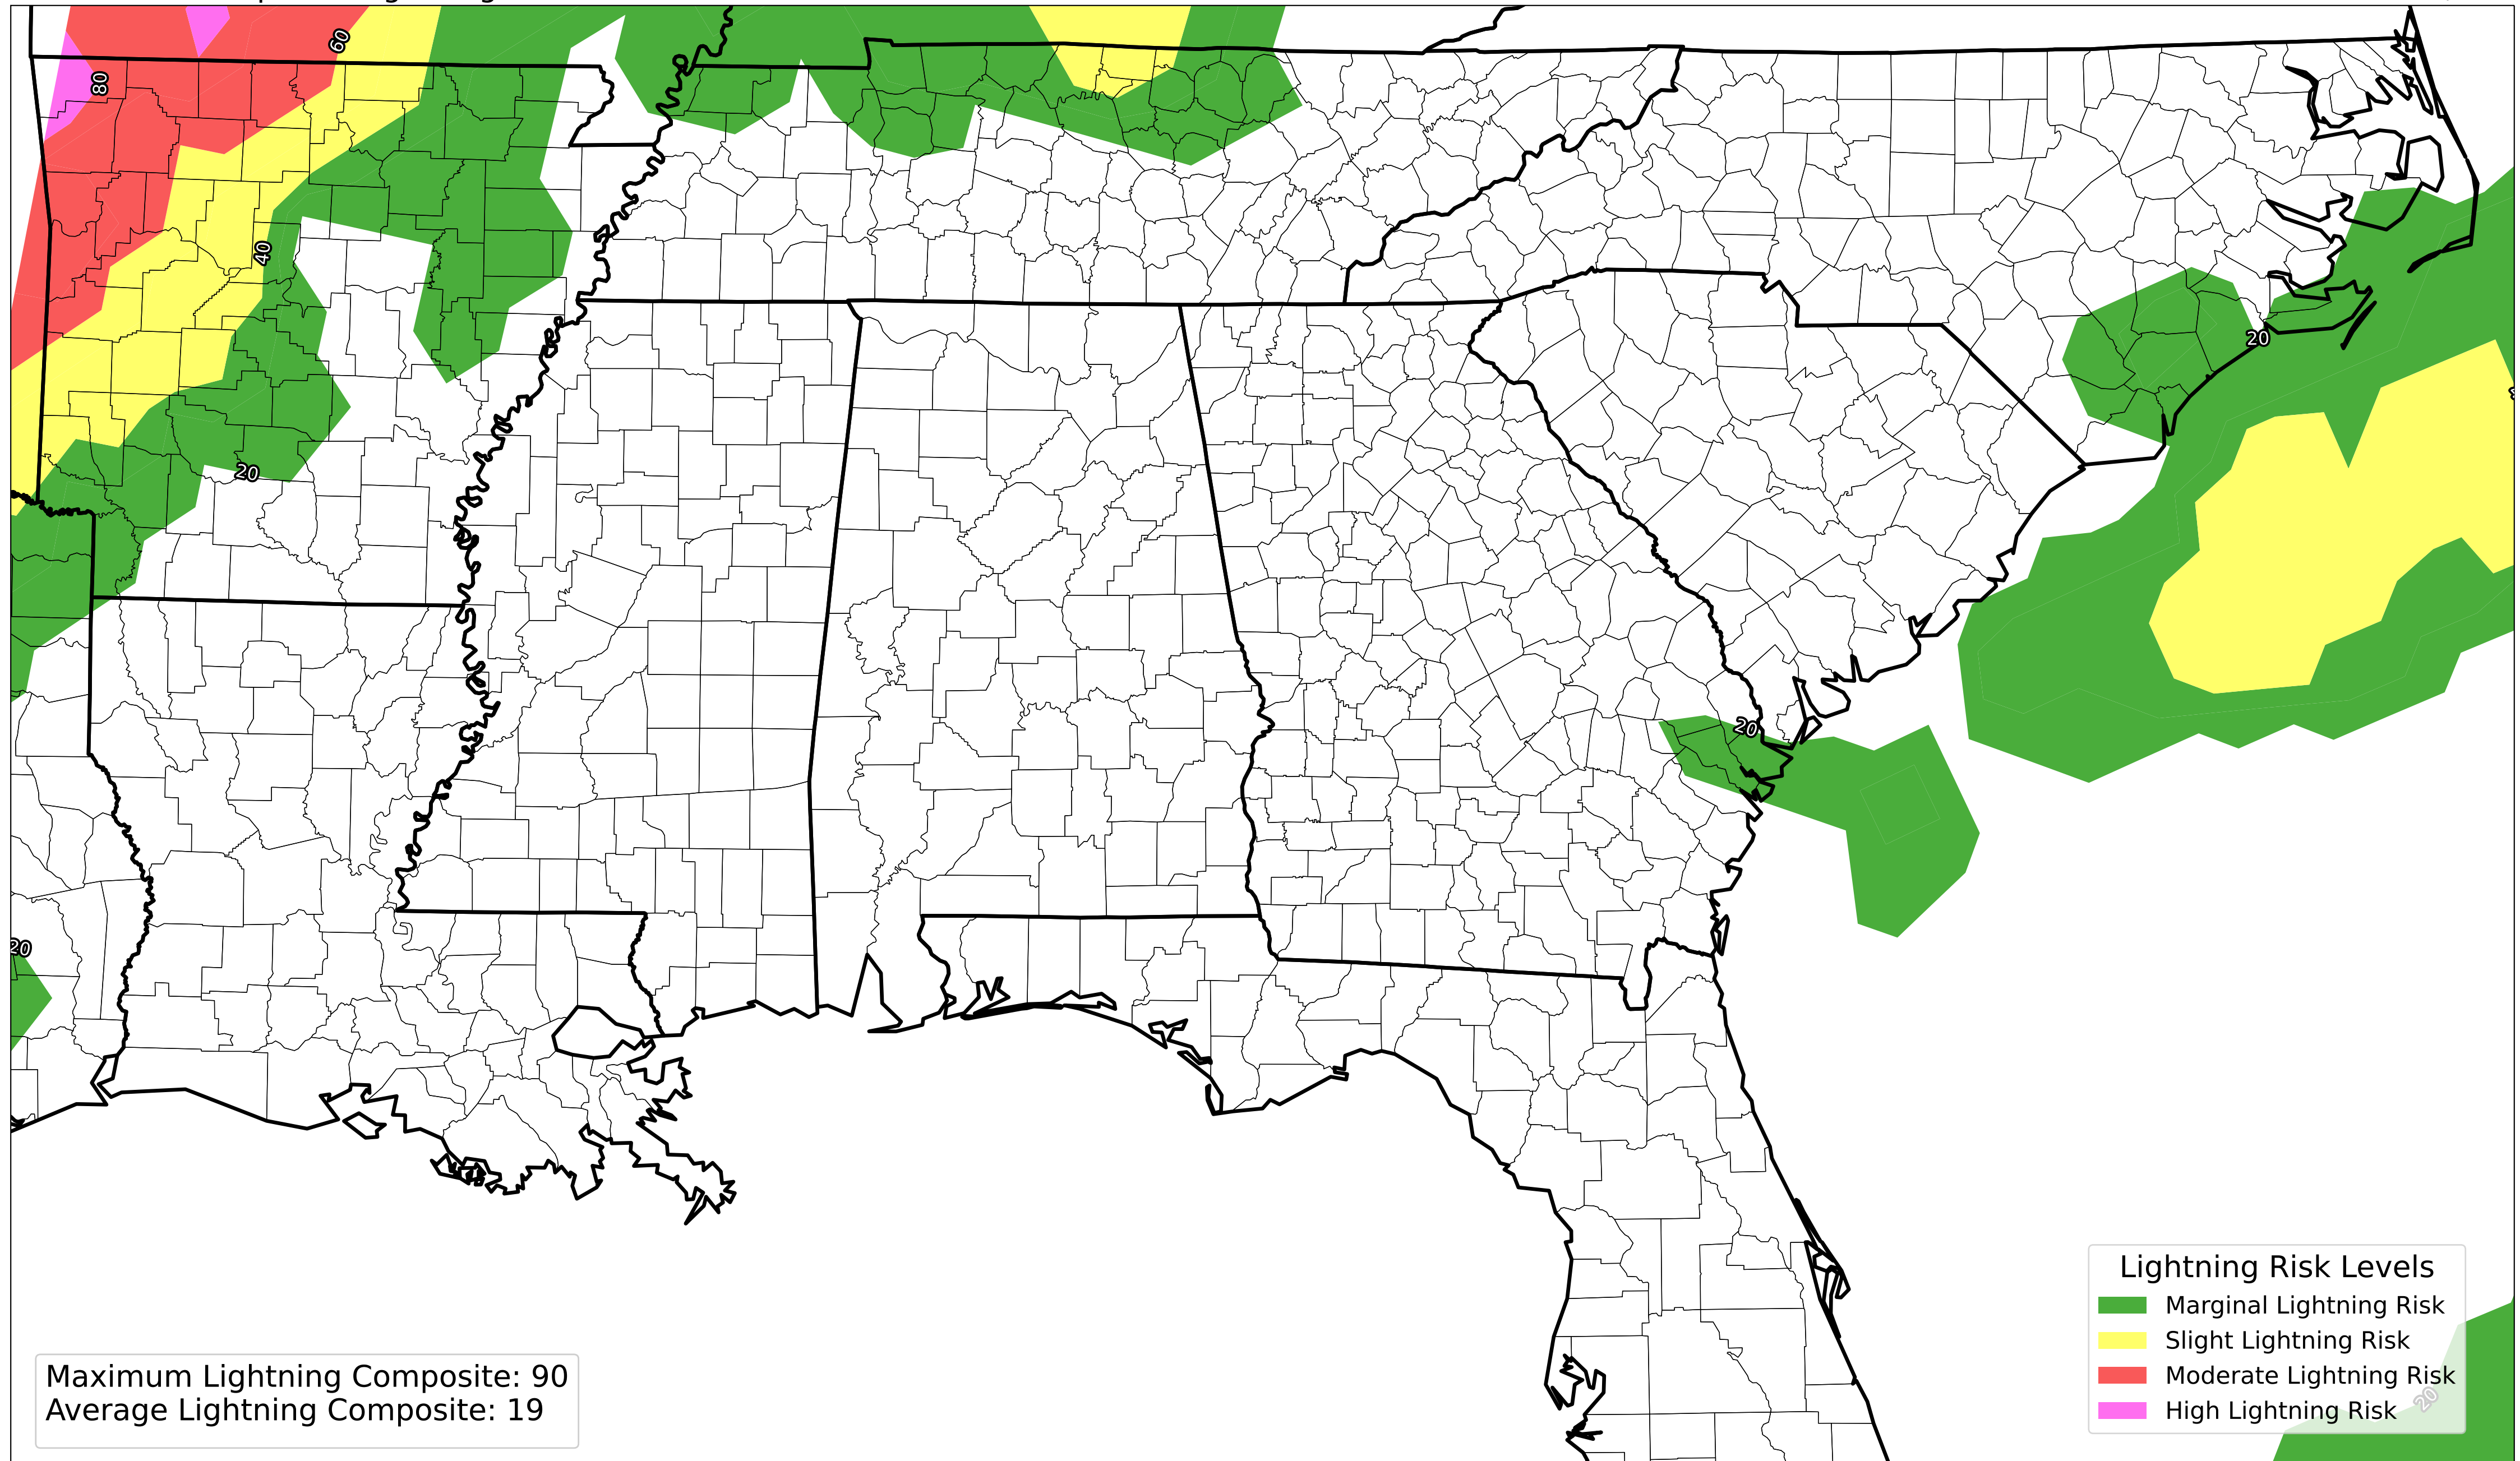 60
80
40
20
20
20
20
20
Lightning Risk Levels
Marginal Lightning Risk
Slight Lightning Risk
Moderate Lightning Risk
High Lightning Risk
Maximum Lightning Composite: 90
Average Lightning Composite: 19